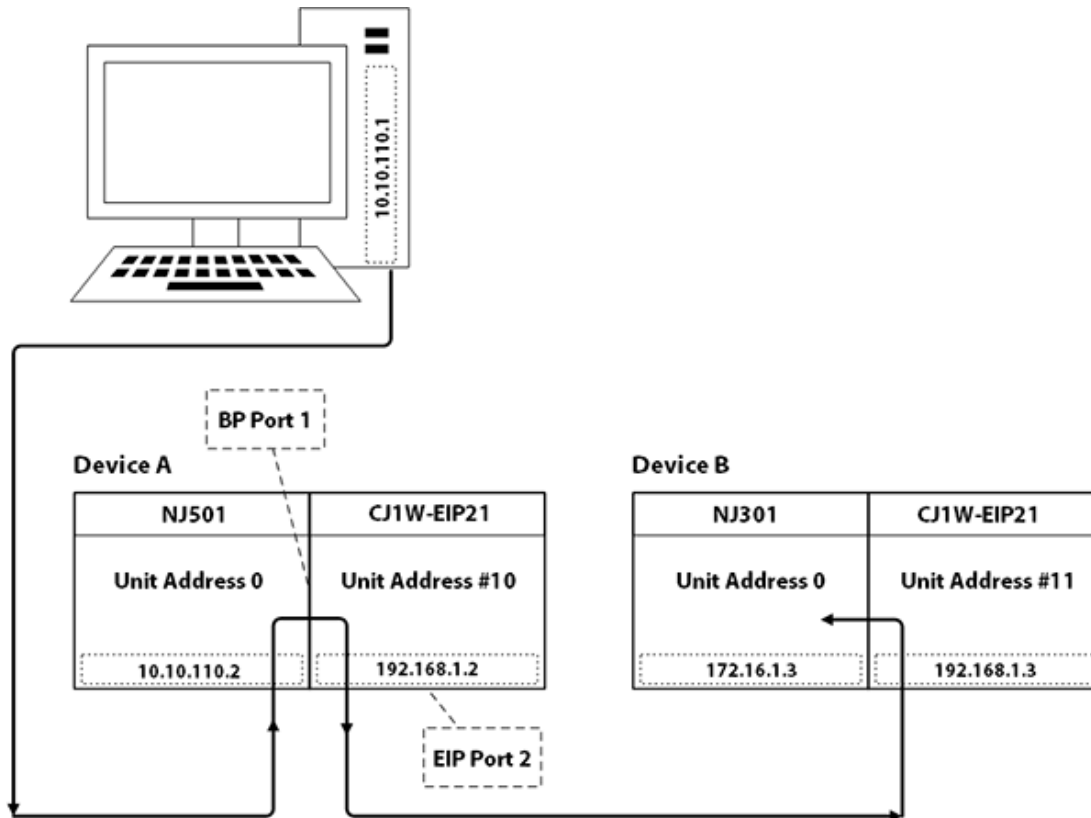 10.10.110.1
BP Port 1
Device A
NJ501
CJ1W-EIP21
Unit Address 0
Unit Address #10
10.10.110.2
192.168.1.2
EIP Port 2
Device B
NJ301
CJ1W-EIP21
Unit Address 0
Unit Address #11
172.16.1.3
192.168.1.3